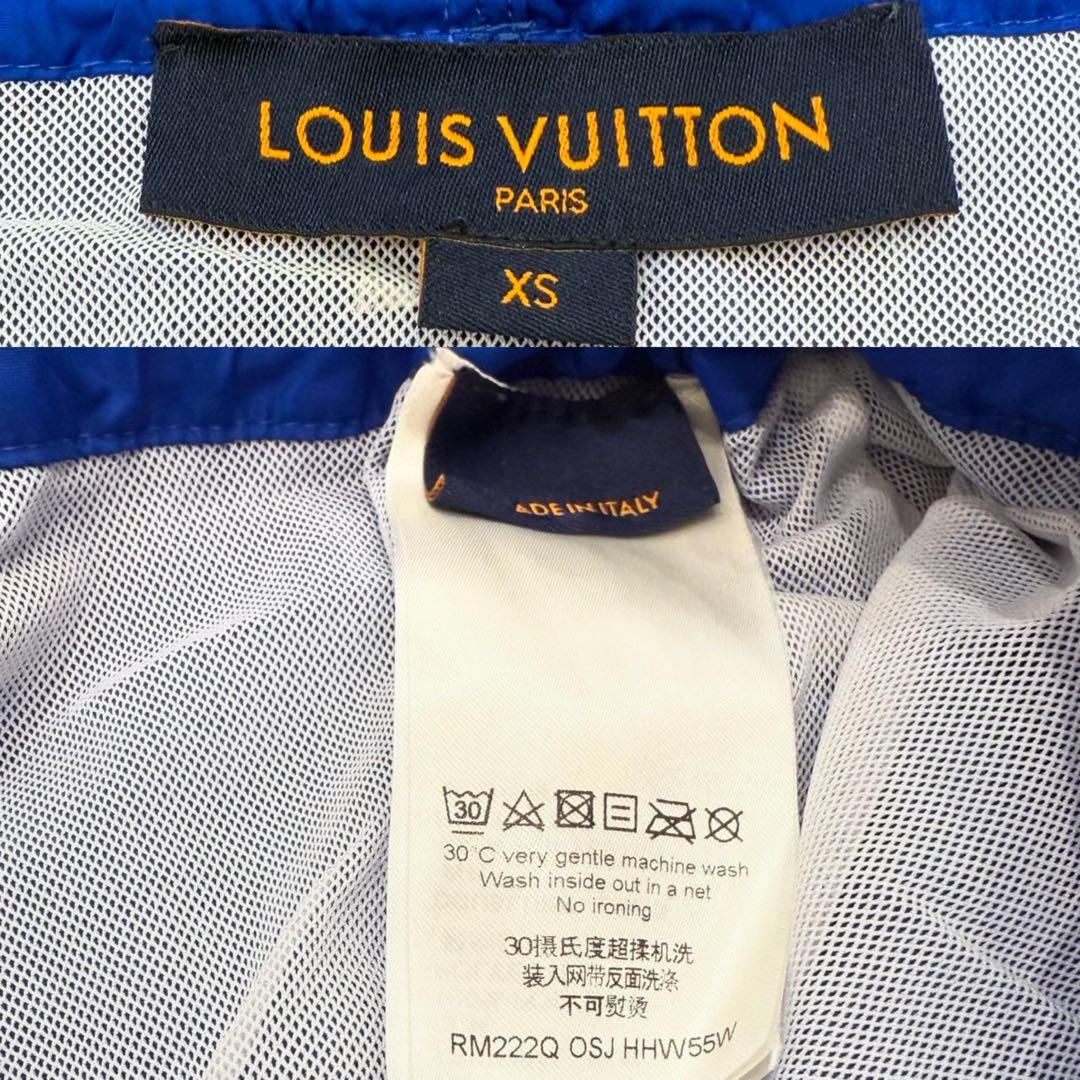 LOUIS VUITTON
PARIS
XS
ADE IN ITALY
30
30°C very gentle machine wash
Wash inside out in a net
No ironing
30摄氏度超揉机洗
装入网带反面洗涤
不可熨烫
RM222Q OSJ HHW55W